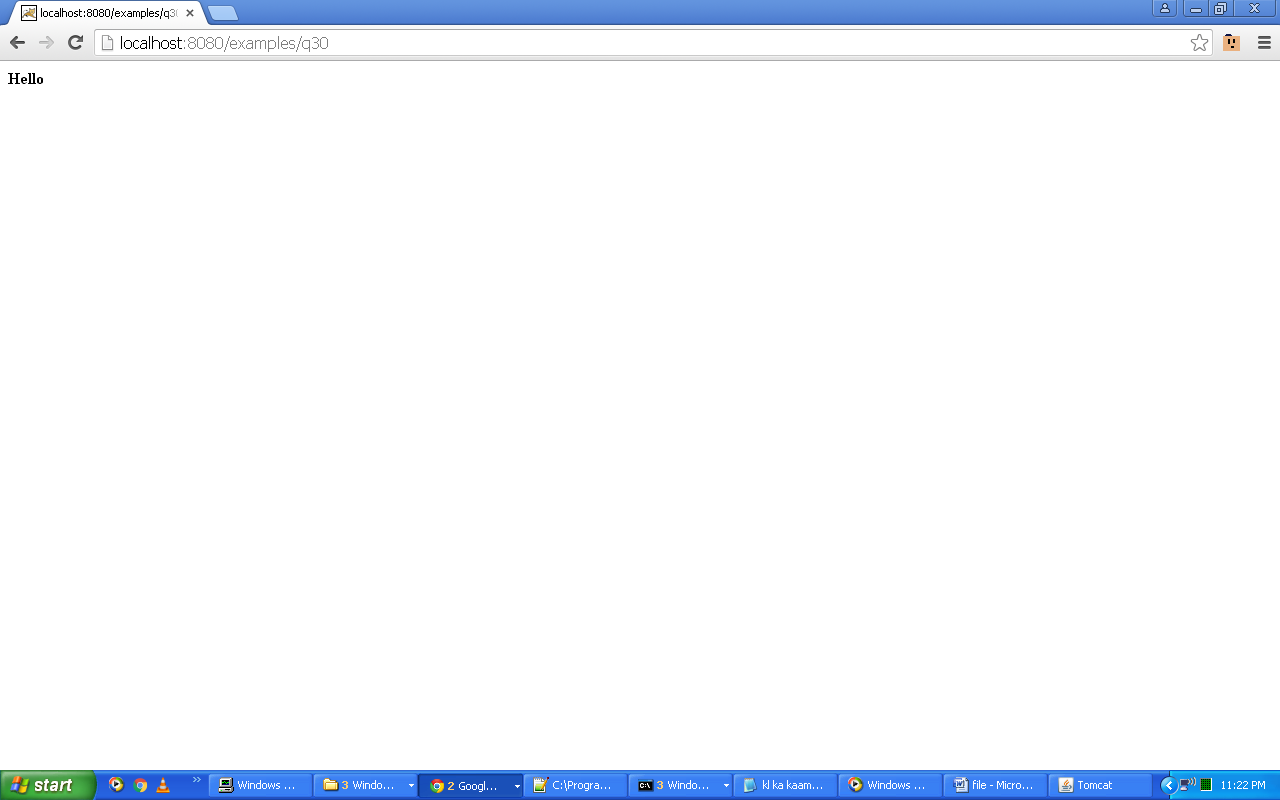 localhost:8080/examples/q30
localhost:8080/examples/q30
Hello
start
Windows ...
3 Windo...
2 Googl...
C:\Progra...
3 Windo...
kl ka kaam...
Windows ...
file - Micro...
Tomcat
11:22 PM